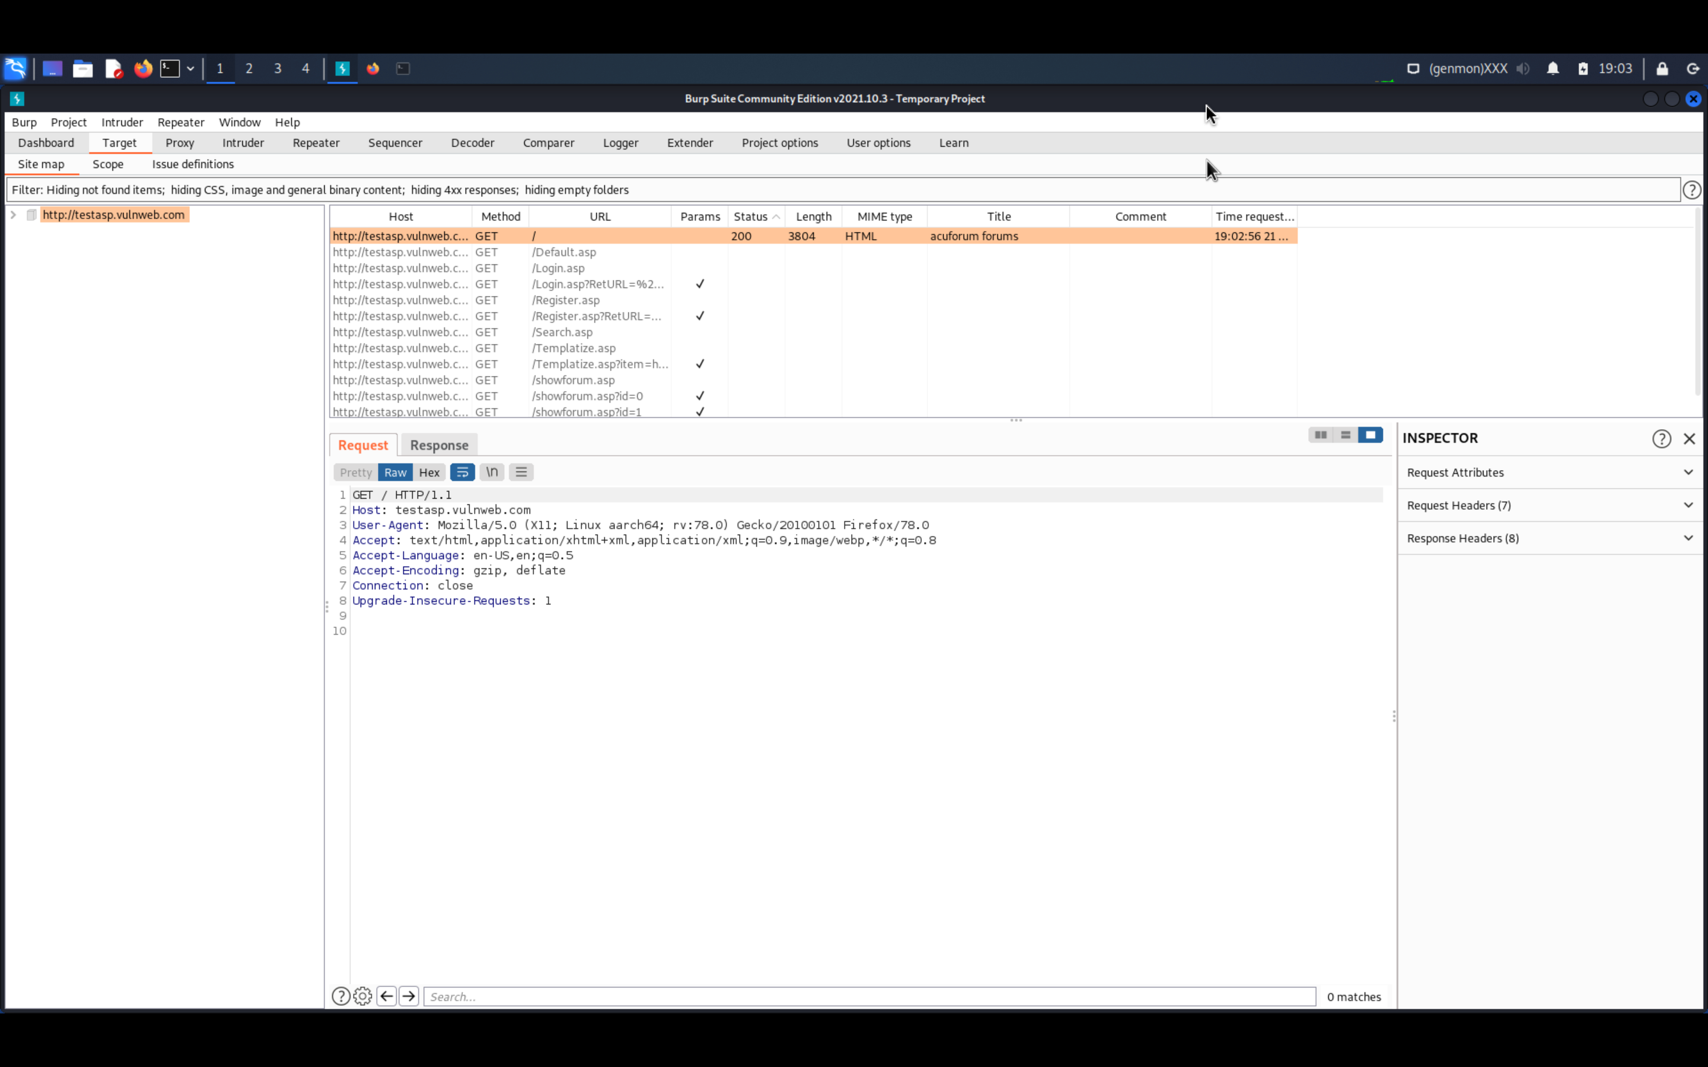 1 2 3 4 (genmon)XXX 19:03
Burp Suite Community Edition v2021.10.3 - Temporary Project
Burp Project Intruder Repeater Window Help
Dashboard Target Proxy Intruder Repeater Sequencer Decoder Comparer Logger Extender Project options User options Learn
Site map Scope Issue definitions
Filter: Hiding not found items; hiding CSS, image and general binary content; hiding 4xx responses; hiding empty folders ?
http://testasp.vulnweb.com
Host Method URL Params Status Length MIME type Title Comment Time request...
http://testasp.vulnweb.c... GET / 200 3804 HTML acuforum forums 19:02:56 21 ...
http://testasp.vulnweb.c... GET /Default.asp
http://testasp.vulnweb.c... GET /Login.asp
http://testasp.vulnweb.c... GET /Login.asp?RetURL=%2... ✓
http://testasp.vulnweb.c... GET /Register.asp
http://testasp.vulnweb.c... GET /Register.asp?RetURL=... ✓
http://testasp.vulnweb.c... GET /Search.asp
http://testasp.vulnweb.c... GET /Templatize.asp
http://testasp.vulnweb.c... GET /Templatize.asp?item=h... ✓
http://testasp.vulnweb.c... GET /showforum.asp
http://testasp.vulnweb.c... GET /showforum.asp?id=0 ✓
http://testasp.vulnweb.c... GET /showforum.asp?id=1 ✓
Request Response
Pretty Raw Hex \n
1 GET / HTTP/1.1
2 Host: testasp.vulnweb.com
3 User-Agent: Mozilla/5.0 (X11; Linux aarch64; rv:78.0) Gecko/20100101 Firefox/78.0
4 Accept: text/html,application/xhtml+xml,application/xml;q=0.9,image/webp,*/*;q=0.8
5 Accept-Language: en-US,en;q=0.5
6 Accept-Encoding: gzip, deflate
7 Connection: close
8 Upgrade-Insecure-Requests: 1
9
10
INSPECTOR ?
Request Attributes
Request Headers (7)
Response Headers (8)
? Search... 0 matches